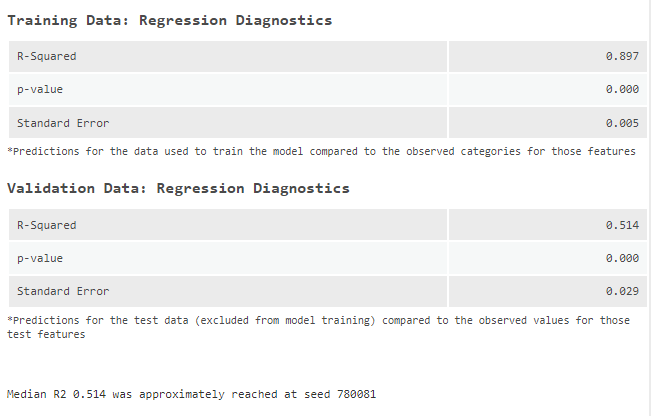 Training Data: Regression Diagnostics
R-Squared 0.897
p-value 0.000
Standard Error 0.005
*Predictions for the data used to train the model compared to the observed categories for those features
Validation Data: Regression Diagnostics
R-Squared 0.514
p-value 0.000
Standard Error 0.029
*Predictions for the test data (excluded from model training) compared to the observed values for those
test features
Median R2 0.514 was approximately reached at seed 780081